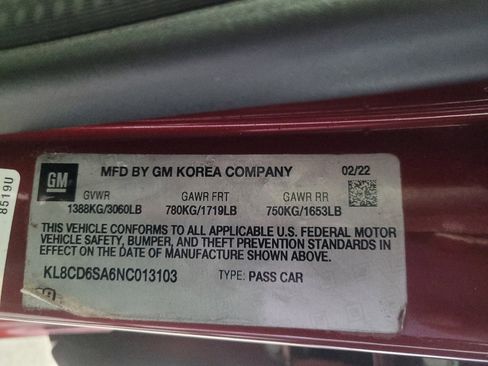 GM
MFD BY GM KOREA COMPANY
02/22
GVWR GAWR FRT GAWR RR
1388KG/3060LB 780KG/1719LB 750KG/1653LB
THIS VEHICLE CONFORMS TO ALL APPLICABLE U.S. FEDERAL MOTOR
VEHICLE SAFETY, BUMPER, AND THEFT PREVENTION STANDARDS
IN EFFECT ON THE DATE OF MANUFACTURE SHOWN ABOVE.
KL8CD6SA6NC013103 TYPE: PASS CAR
8519U